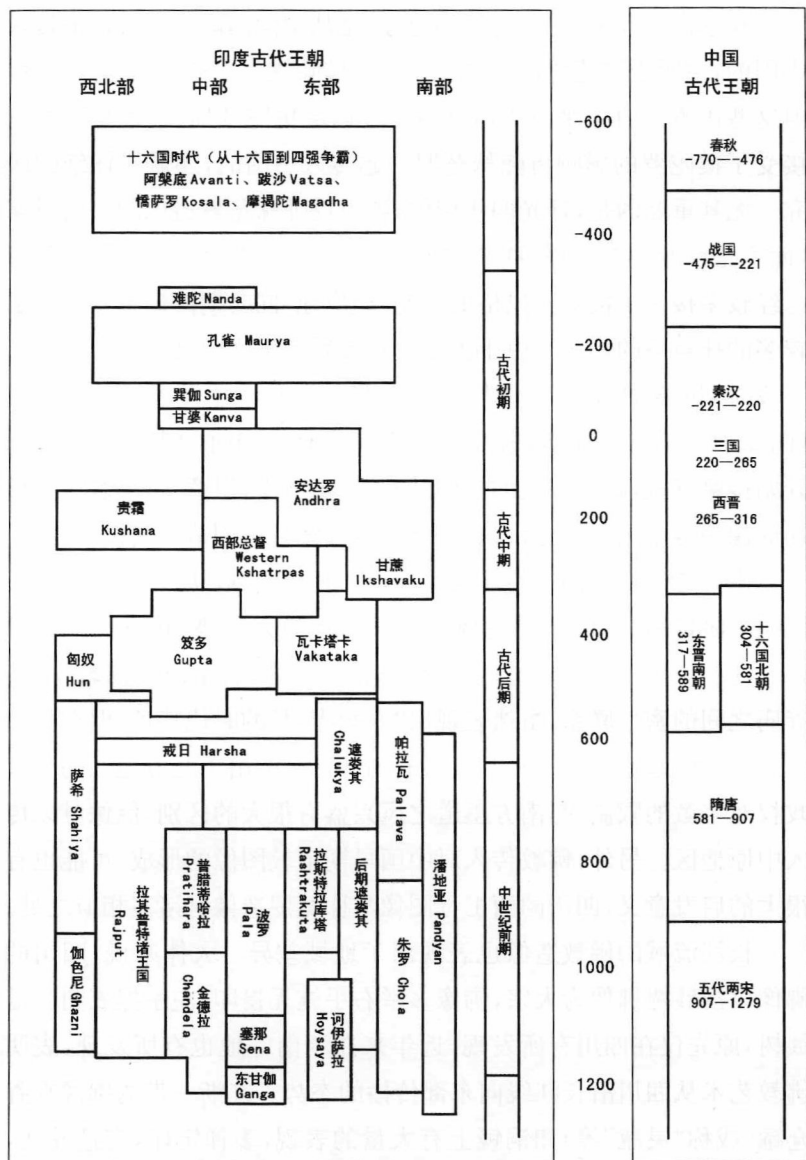 印度古代王朝
西北部 中部 东部 南部
十六国时代（从十六国到四强争霸）
阿槃底 Avanti、跋沙 Vatsa、
憍萨罗 Kosala、摩揭陀 Magadha
难陀 Nanda
孔雀 Maurya
巽伽 Sunga
甘婆 Kanva
安达罗
Andhra
贵霜
Kushana
西部总督
Western
Kshatrpas
甘蔗
Ikshavaku
笈多
Gupta
瓦卡塔卡
Vakataka
匈奴
Hun
戒日 Harsha
遮娄其
Chalukya
帕拉瓦 Pallava
萨希 Shahiya
拉其普特诸王国
Rajput
普腊蒂哈拉
Pratihara
金德拉
Chandela
波罗
Pala
拉斯特拉库塔
Rashtrakuta
后期遮娄其
潘地亚 Pandyan
朱罗 Chola
伽色尼 Ghazni
塞那
Sena
东甘伽
Ganga
诃伊萨拉
Hoysaya
古代初期
古代中期
古代后期
中世纪前期
-600
-400
-200
0
200
400
600
800
1000
1200
中国
古代王朝
春秋
-770—-476
战国
-475—-221
秦汉
-221—220
三国
220—265
西晋
265—316
东晋南朝
317—589
十六国北朝
304—581
隋唐
581—907
五代两宋
907—1279